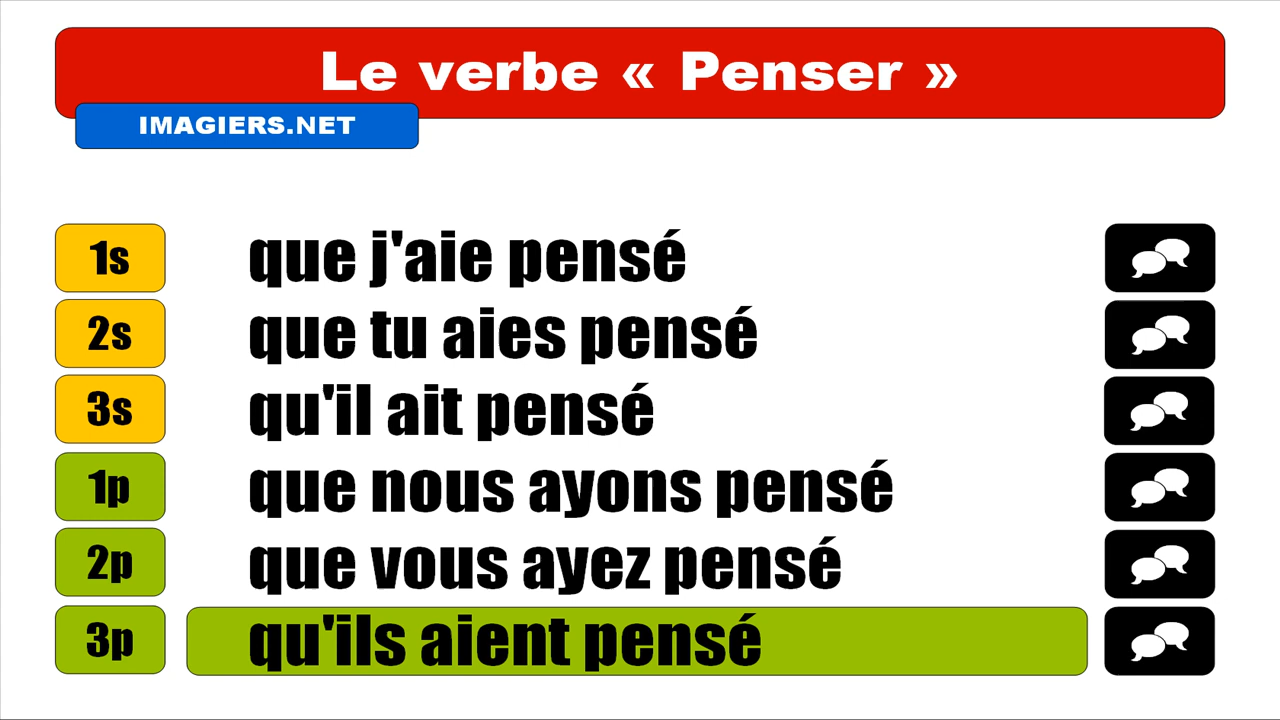 Le verbe « Penser »
IMAGIERS.NET
1s que j'aie pensé
2s que tu aies pensé
3s qu'il ait pensé
1p que nous ayons pensé
2p que vous ayez pensé
3p qu'ils aient pensé